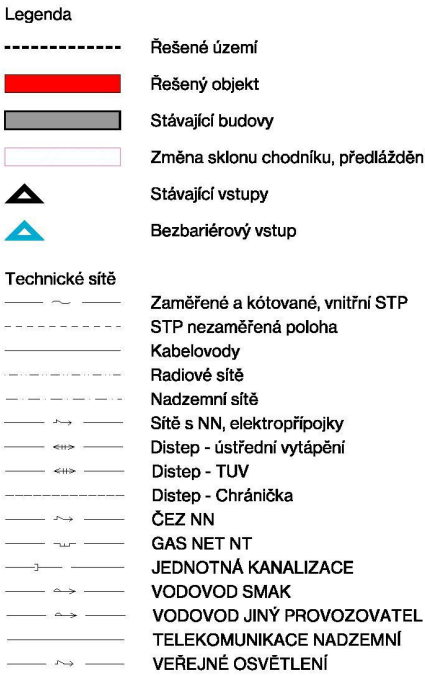 Legenda
Řešené území
Řešený objekt
Stávající budovy
Změna sklonu chodníku, předlážděn
Stávající vstupy
Bezbariérový vstup
Technické sítě
Zaměřené a kótované, vnitřní STP
STP nezaměřená poloha
Kabelovody
Radiové sítě
Nadzemní sítě
Sítě s NN, elektropřípojky
Distep - ústřední vytápění
Distep - TUV
Distep - Chránička
ČEZ NN
GAS NET NT
JEDNOTNÁ KANALIZACE
VODOVOD SMAK
VODOVOD JINÝ PROVOZOVATEL
TELEKOMUNIKACE NADZEMNÍ
VEŘEJNÉ OSVĚTLENÍ